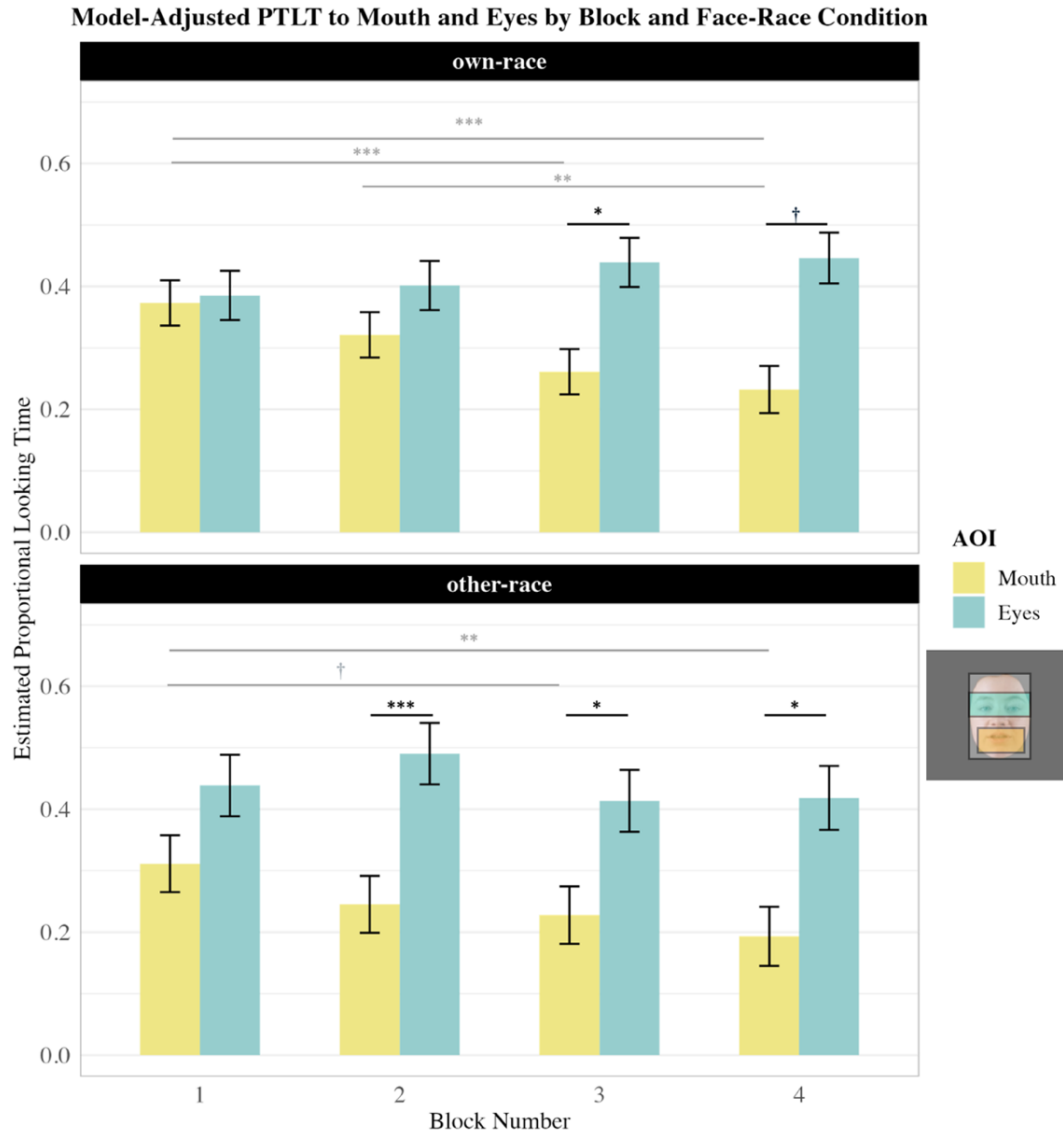 Model-Adjusted PTLT to Mouth and Eyes by Block and Face-Race Condition
own-race
***
***
**
*
†
0.6
0.4
0.2
0.0
other-race
**
†
***
*
*
0.6
0.4
0.2
0.0
1 2 3 4
Block Number
Estimated Proportional Looking Time
AOI
Mouth
Eyes